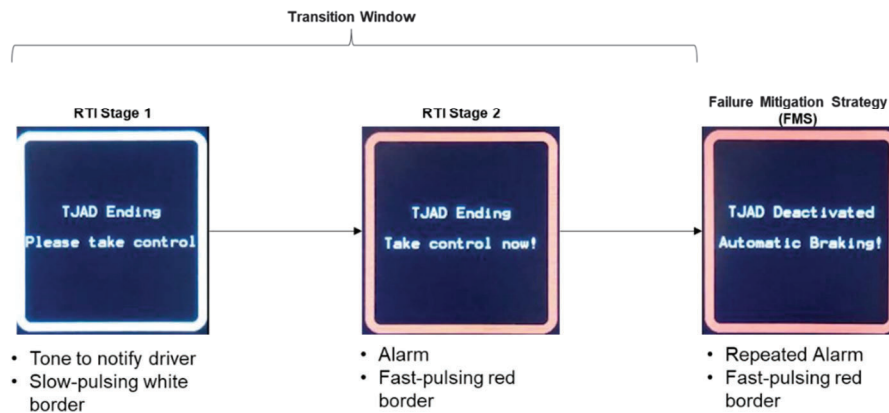 Transition Window
RTI Stage 1
RTI Stage 2
Failure Mitigation Strategy
(FMS)
TJAD Ending
Please take control
TJAD Ending
Take control now!
TJAD Deactivated
Automatic Braking!
• Tone to notify driver
• Slow-pulsing white
border
• Alarm
• Fast-pulsing red
border
• Repeated Alarm
• Fast-pulsing red
border